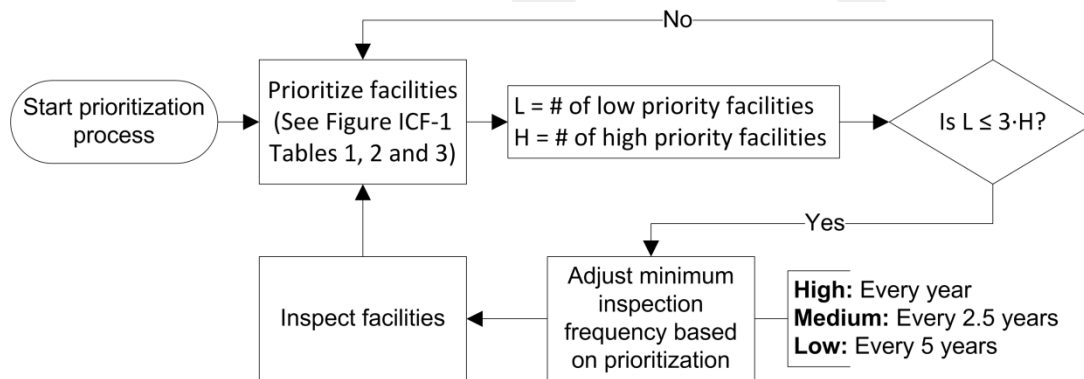 No
Start prioritization
process
Prioritize facilities
(See Figure ICF-1
Tables 1, 2 and 3)
L = # of low priority facilities
H = # of high priority facilities
Is L ≤ 3·H?
Yes
Inspect facilities
Adjust minimum
inspection
frequency based
on prioritization
High: Every year
Medium: Every 2.5 years
Low: Every 5 years